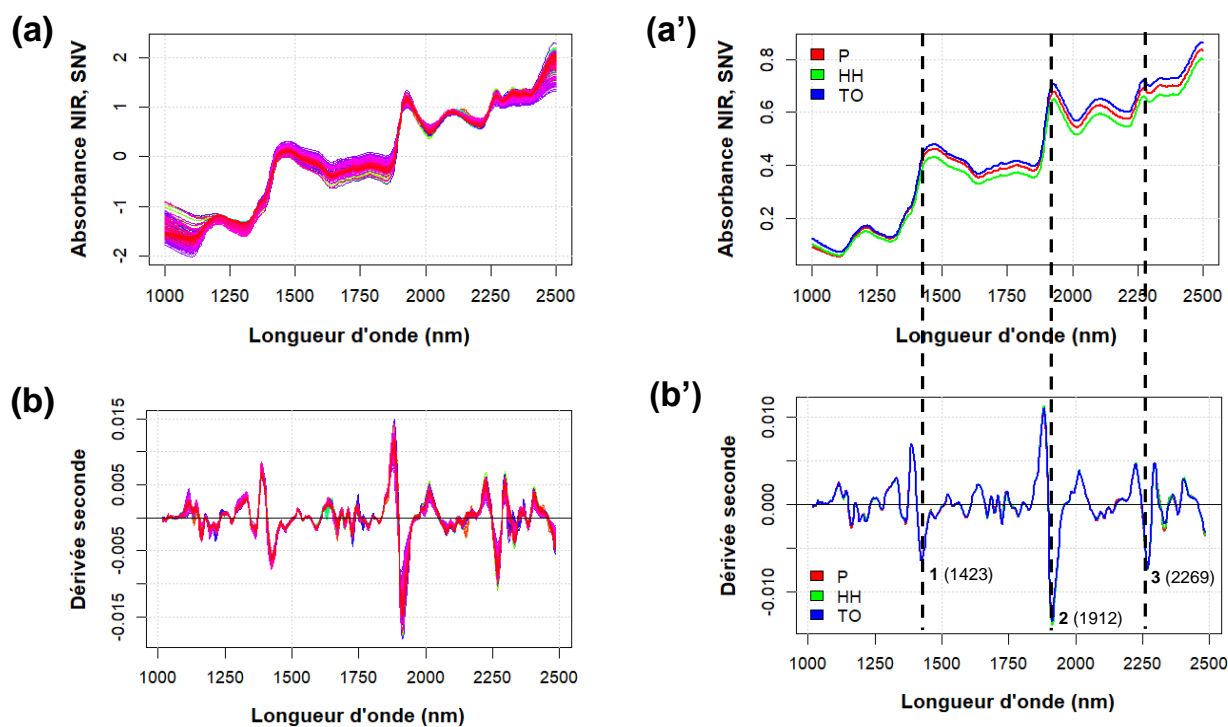 (a)
Absorbance NIR, SNV
2
1
0
-1
-2
1000 1250 1500 1750 2000 2250 2500
Longueur d'onde (nm)
(a')
Absorbance NIR, SNV
0.8
0.6
0.4
0.2
P
HH
TO
1000 1250 1500 1750 2000 2250 2500
Longueur d'onde (nm)
(b)
Dérivée seconde
0.015
0.005
-0.005
-0.015
1000 1250 1500 1750 2000 2250 2500
Longueur d'onde (nm)
(b')
Dérivée seconde
0.010
0.000
-0.010
1 (1423)
2 (1912)
3 (2269)
P
HH
TO
1000 1250 1500 1750 2000 2250 2500
Longueur d'onde (nm)